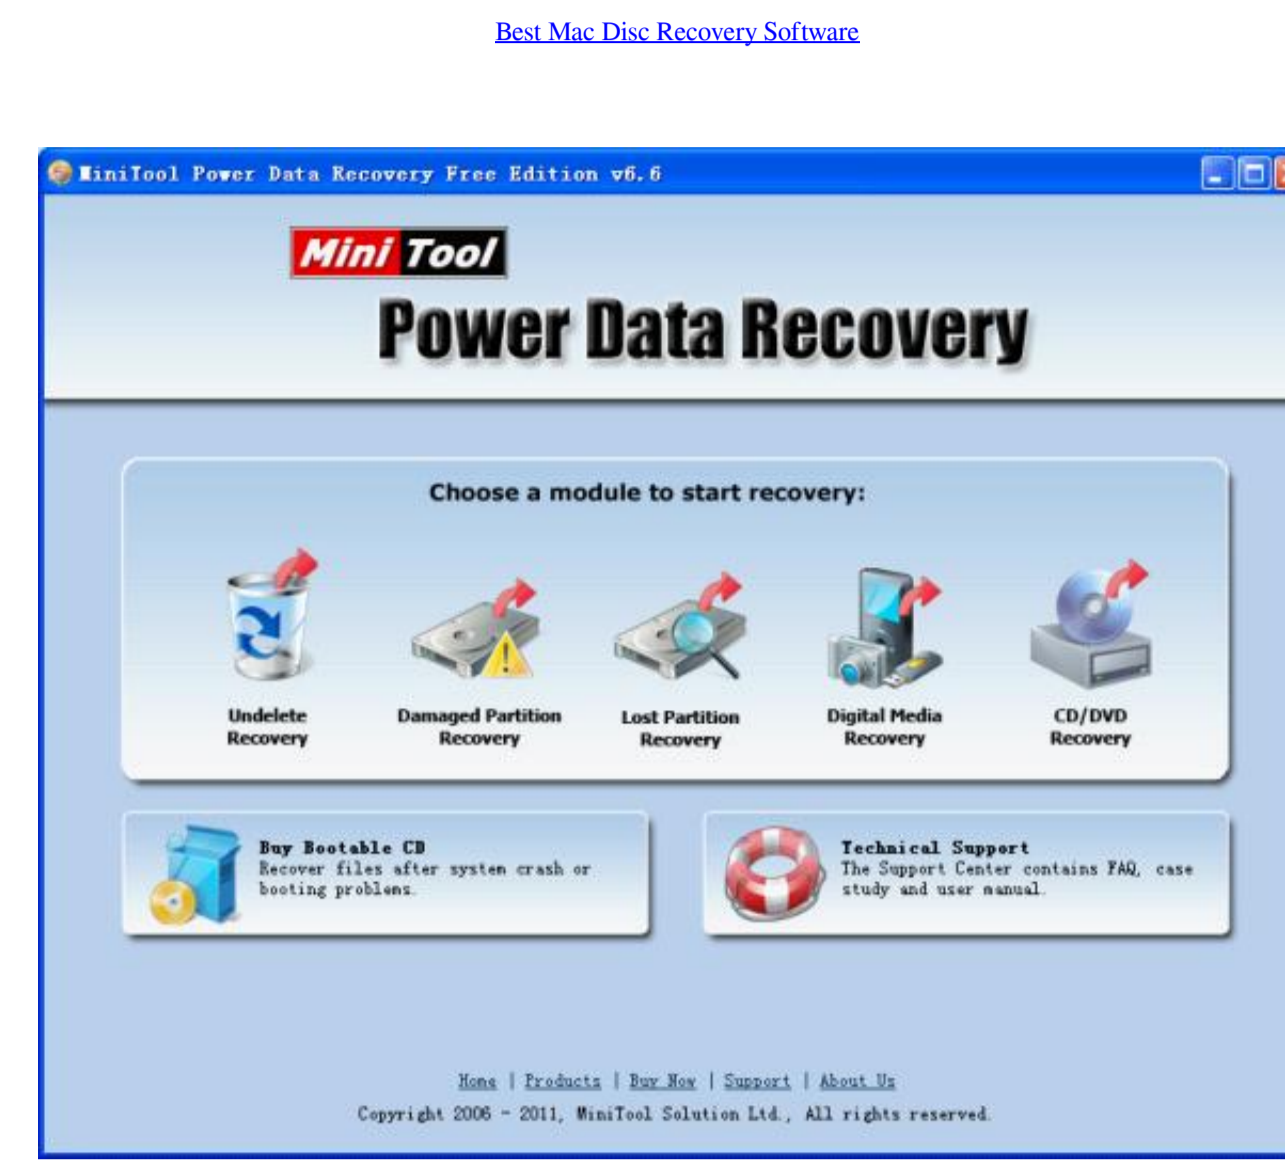 Best Mac Disc Recovery Software
MiniTool Power Data Recovery Free Edition v6.6
Mini Tool
Power Data Recovery
Choose a module to start recovery:
Undelete
Recovery
Damaged Partition
Recovery
Lost Partition
Recovery
Digital Media
Recovery
CD/DVD
Recovery
Buy Bootable CD
Recover files after system crash or
booting problems.
Technical Support
The Support Center contains FAQ, case
study and user manual.
Home | Products | Buy Now | Support | About Us
Copyright 2006 - 2011, MiniTool Solution Ltd., All rights reserved.